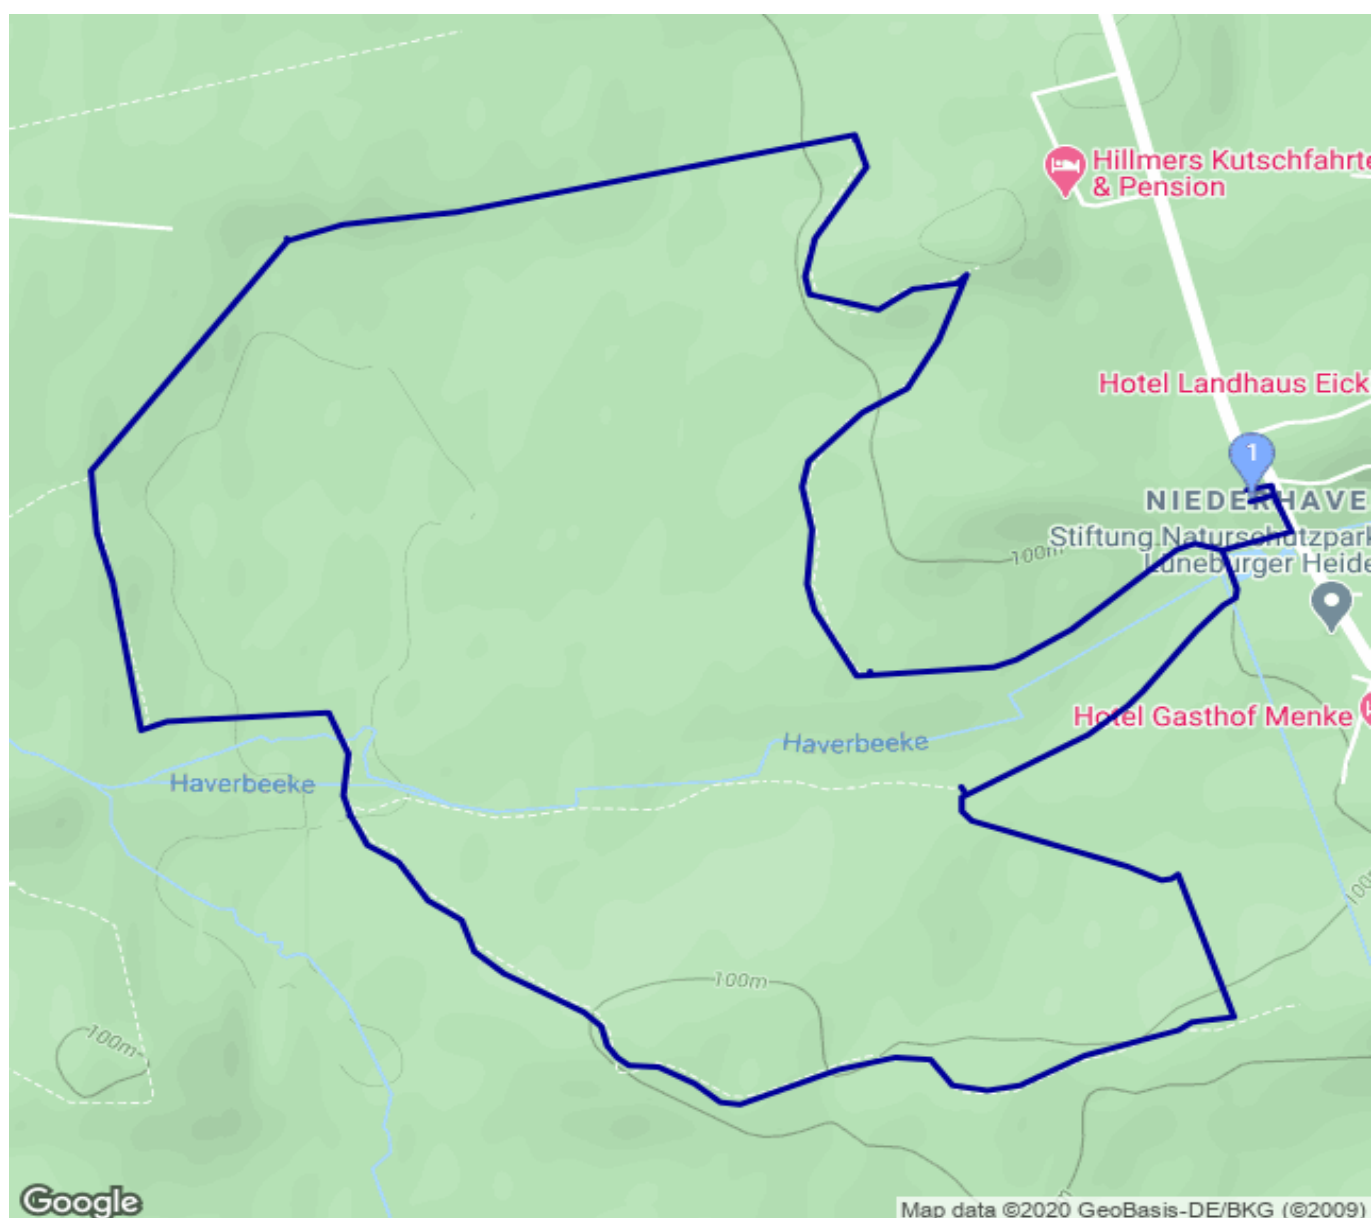 Hillmers Kutschfahrte
& Pension
Hotel Landhaus Eick
1
NIEDERHAVE
Stiftung Naturschutzpark
Lüneburger Heide
100m
Hotel Gasthof Menke
Haverbeeke
Haverbeeke
100m
100m
100m
Google
Map data ©2020 GeoBasis-DE/BKG (©2009)